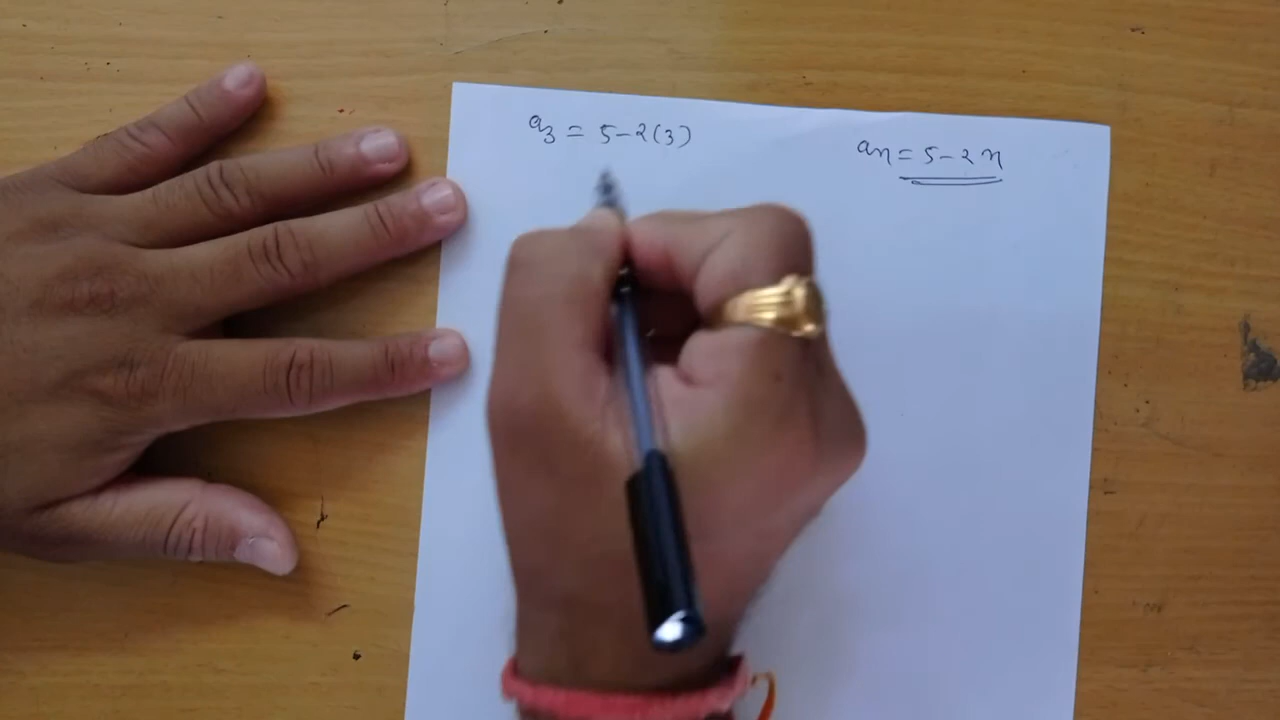 a3 = 5-2(3)
an = 5-2n